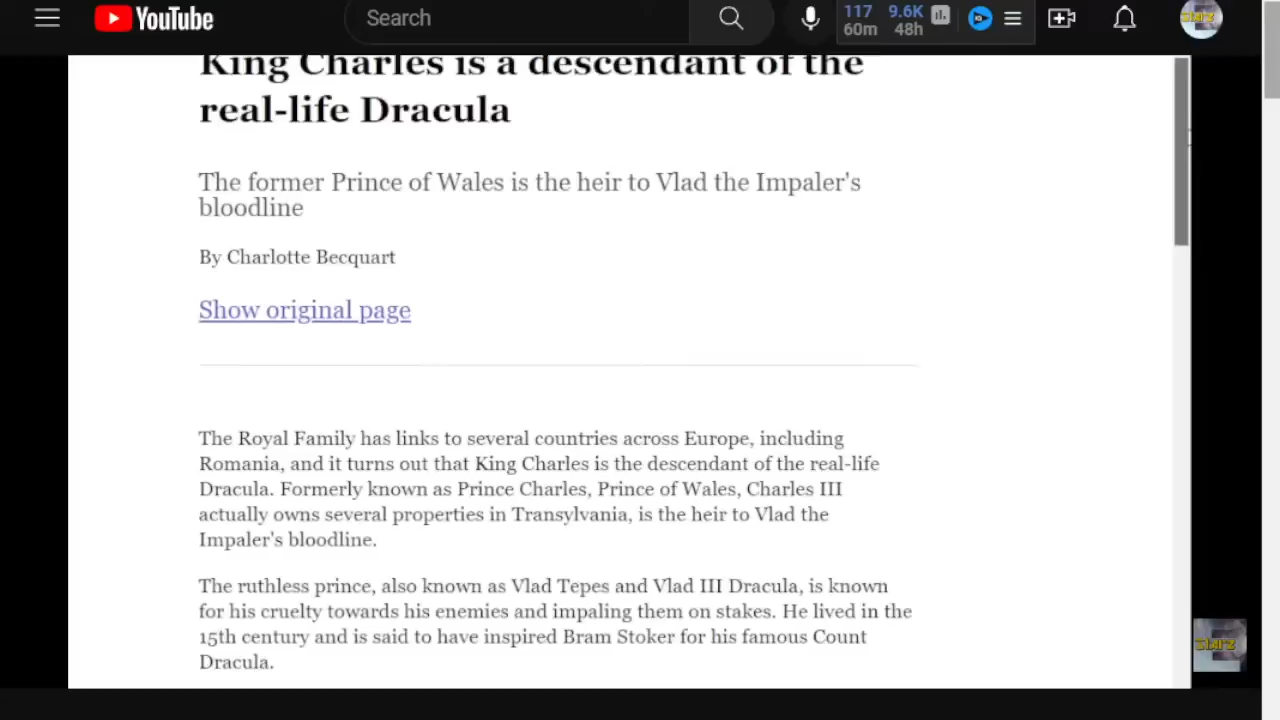 YouTube
Search
117 9.6K
60m 48h
King Charles is a descendant of the
real-life Dracula
The former Prince of Wales is the heir to Vlad the Impaler's
bloodline
By Charlotte Becquart
Show original page
The Royal Family has links to several countries across Europe, including
Romania, and it turns out that King Charles is the descendant of the real-life
Dracula. Formerly known as Prince Charles, Prince of Wales, Charles III
actually owns several properties in Transylvania, is the heir to Vlad the
Impaler's bloodline.
The ruthless prince, also known as Vlad Tepes and Vlad III Dracula, is known
for his cruelty towards his enemies and impaling them on stakes. He lived in the
15th century and is said to have inspired Bram Stoker for his famous Count
Dracula.